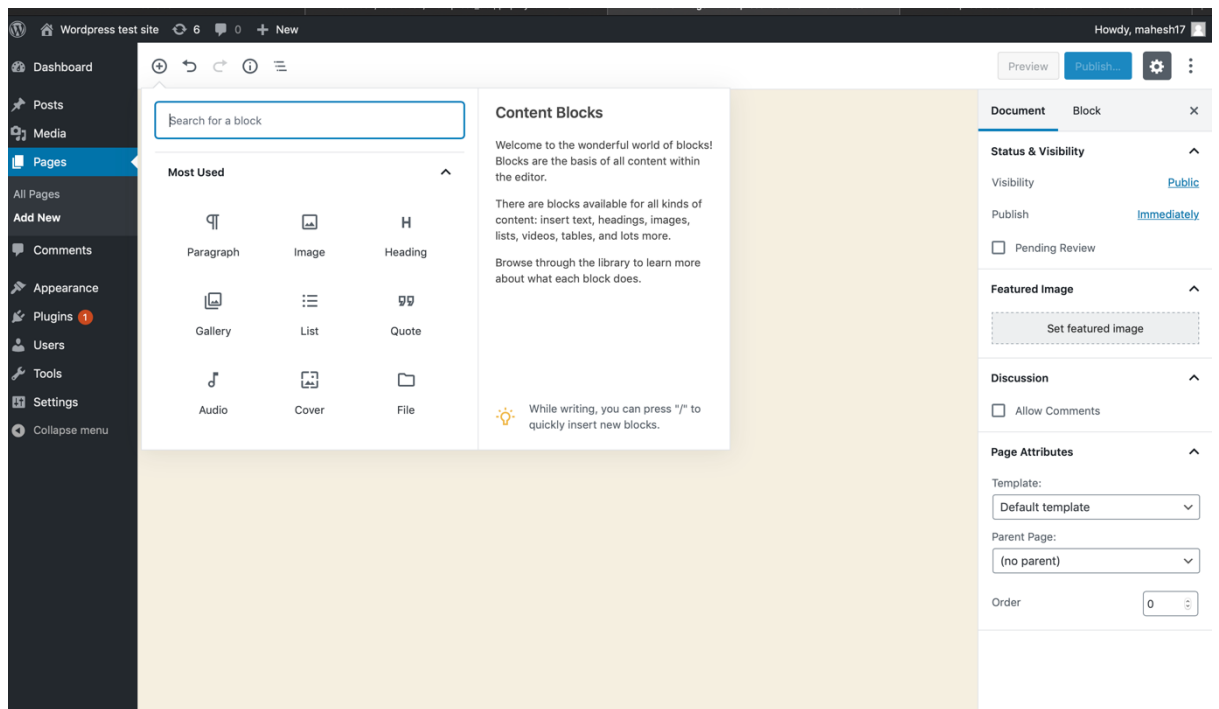 Wordpress test site 6 0 + New Howdy, mahesh17
Dashboard
Posts
Media
Pages
All Pages
Add New
Comments
Appearance
Plugins 1
Users
Tools
Settings
Collapse menu
Preview Publish...
Search for a block
Most Used
Paragraph Image Heading
Gallery List Quote
Audio Cover File
Content Blocks
Welcome to the wonderful world of blocks!
Blocks are the basis of all content within
the editor.
There are blocks available for all kinds of
content: insert text, headings, images,
lists, videos, tables, and lots more.
Browse through the library to learn more
about what each block does.
While writing, you can press "/" to
quickly insert new blocks.
Document Block
Status & Visibility
Visibility Public
Publish Immediately
Pending Review
Featured Image
Set featured image
Discussion
Allow Comments
Page Attributes
Template:
Default template
Parent Page:
(no parent)
Order 0